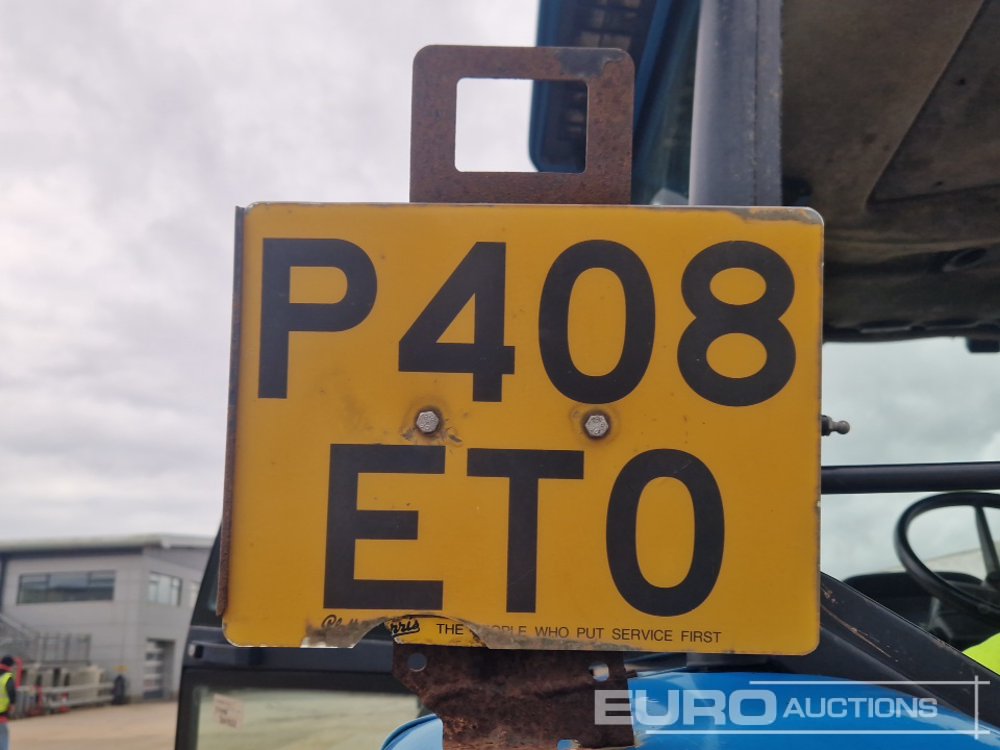 P408
ETO
THE PEOPLE WHO PUT SERVICE FIRST
EURO AUCTIONS